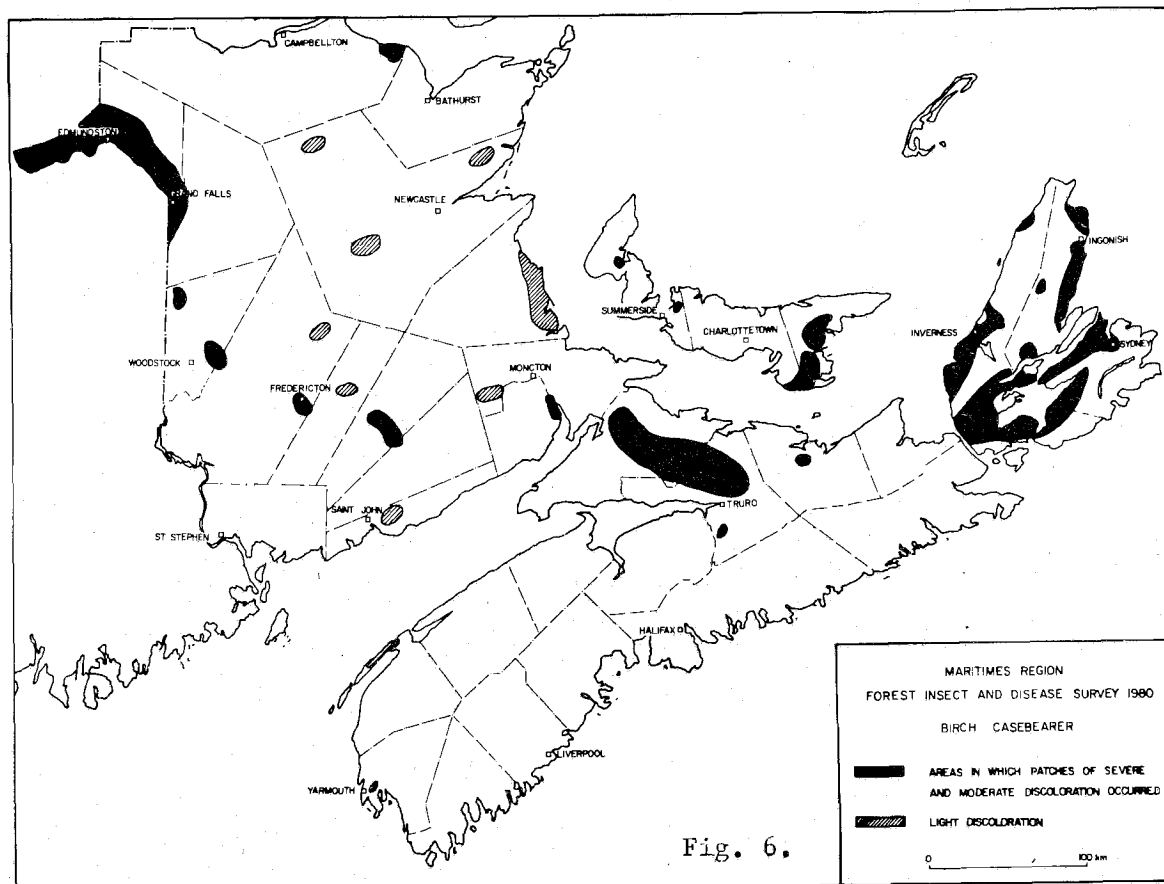 CAMPBELLTON
BATHURST
EDMUNDSTON
GRAND FALLS
NEWCASTLE
INGONISH
SUMMERSIDE
CHARLOTTETOWN
INVERNESS
SYDNEY
WOODSTOCK
MONCTON
FREDERICTON
TRURO
SAINT JOHN
ST STEPHEN
HALIFAX
LIVERPOOL
YARMOUTH
MARITIMES REGION
FOREST INSECT AND DISEASE SURVEY 1980
BIRCH CASEBEARER
AREAS IN WHICH PATCHES OF SEVERE
AND MODERATE DISCOLORATION OCCURRED
LIGHT DISCOLORATION
0 100 km
Fig. 6.